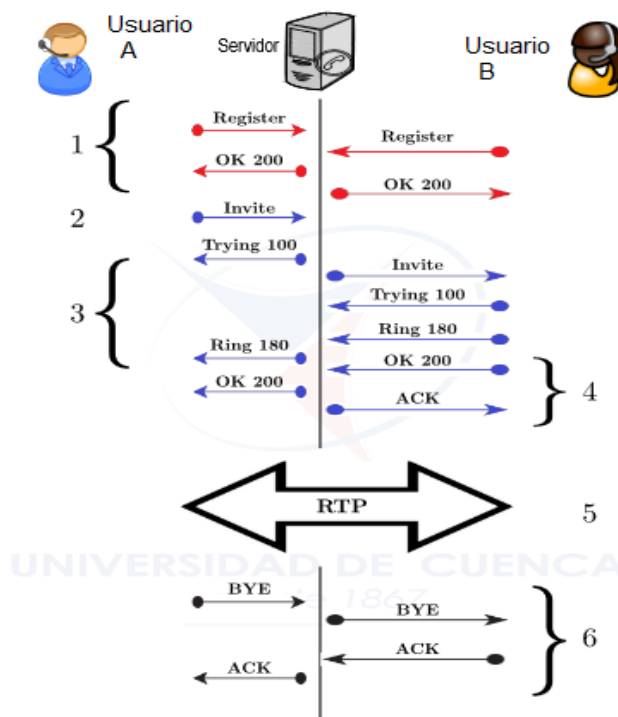 Usuario
A
Servidor
Usuario
B
1
Register
Register
OK 200
OK 200
2
Invite
Trying 100
Invite
3
Trying 100
Ring 180
Ring 180
OK 200
OK 200
4
ACK
RTP
5
UNIVERSIDAD DE CUENCA
de 1867
BYE
BYE
6
ACK
ACK